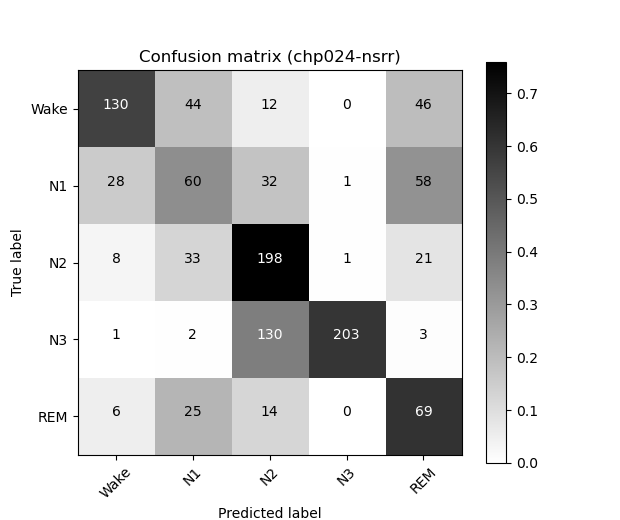 Confusion matrix (chp024-nsrr)
Wake 130 44 12 0 46
N1 28 60 32 1 58
N2 8 33 198 1 21
N3 1 2 130 203 3
REM 6 25 14 0 69
Wake N1 N2 N3 REM
True label
Predicted label
0.7
0.6
0.5
0.4
0.3
0.2
0.1
0.0